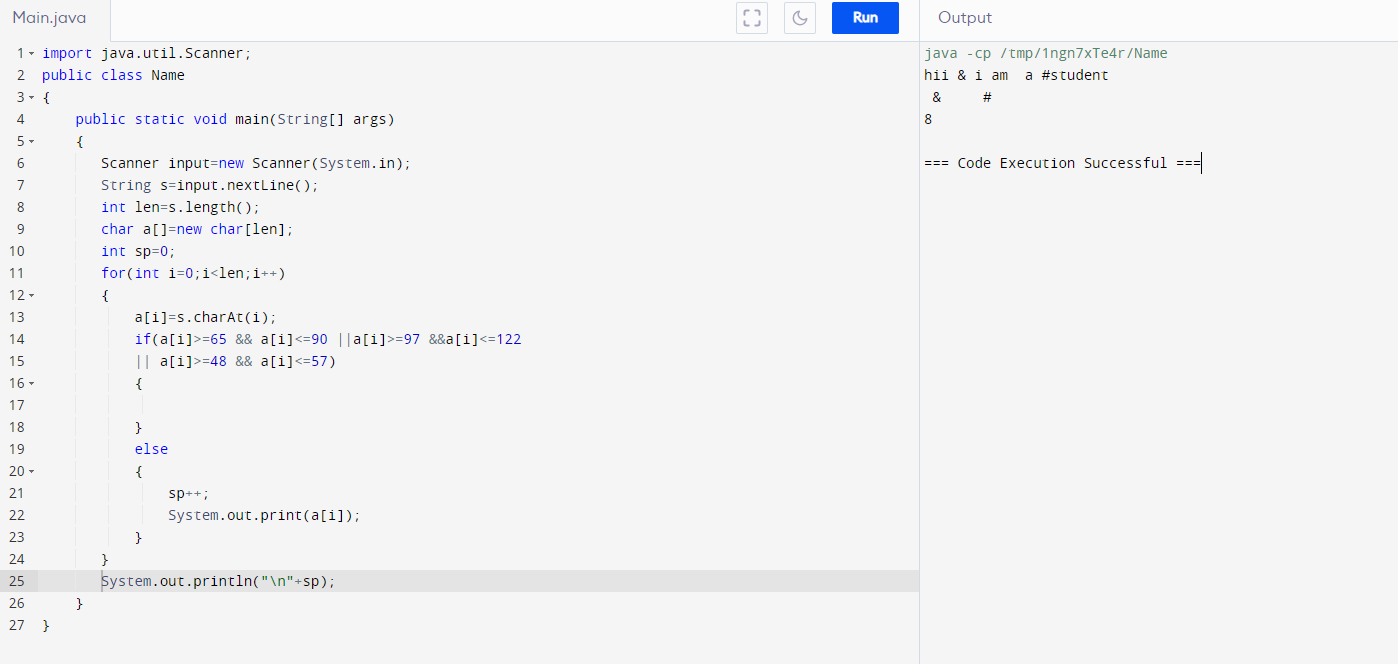 Main.java Run Output
1 import java.util.Scanner;
2 public class Name
3 {
4     public static void main(String[] args)
5     {
6        Scanner input=new Scanner(System.in);
7        String s=input.nextLine();
8        int len=s.length();
9        char a[]=new char[len];
10        int sp=0;
11        for(int i=0;i<len;i++)
12        {
13            a[i]=s.charAt(i);
14            if(a[i]>=65 && a[i]<=90 ||a[i]>=97 &&a[i]<=122
15            || a[i]>=48 && a[i]<=57)
16            {
17
18            }
19            else
20            {
21                sp++;
22                System.out.print(a[i]);
23            }
24        }
25        System.out.println("\n"+sp);
26     }
27 }
java -cp /tmp/1ngn7xTe4r/Name
hii & i am  a #student
 &     #
8
=== Code Execution Successful ===